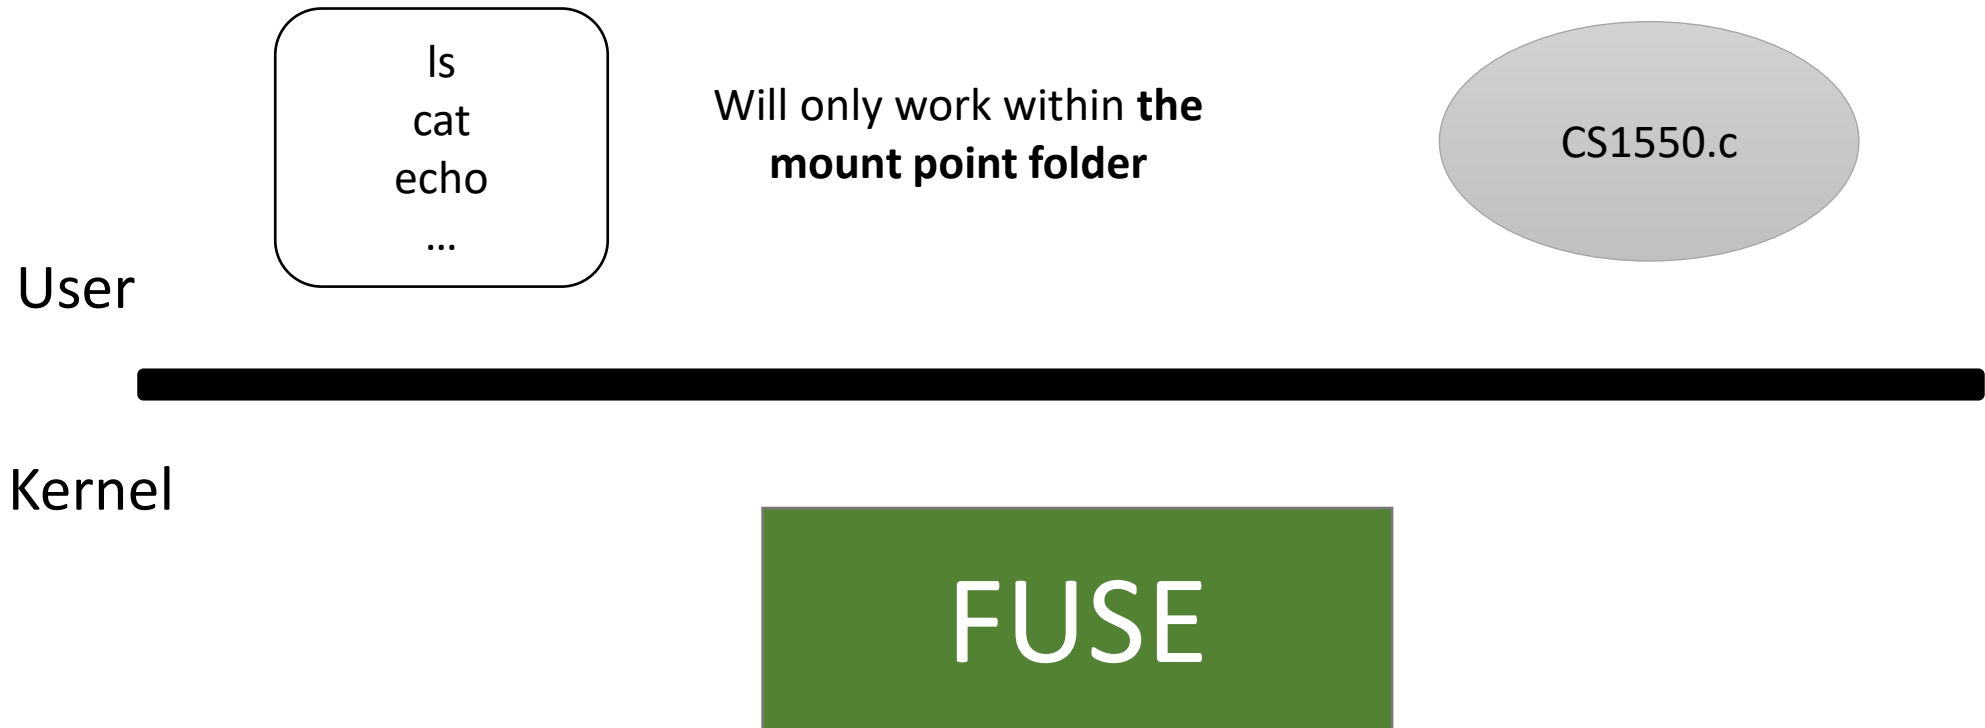 ls
cat
echo
...
Will only work within the
mount point folder
CS1550.c
User
Kernel
FUSE